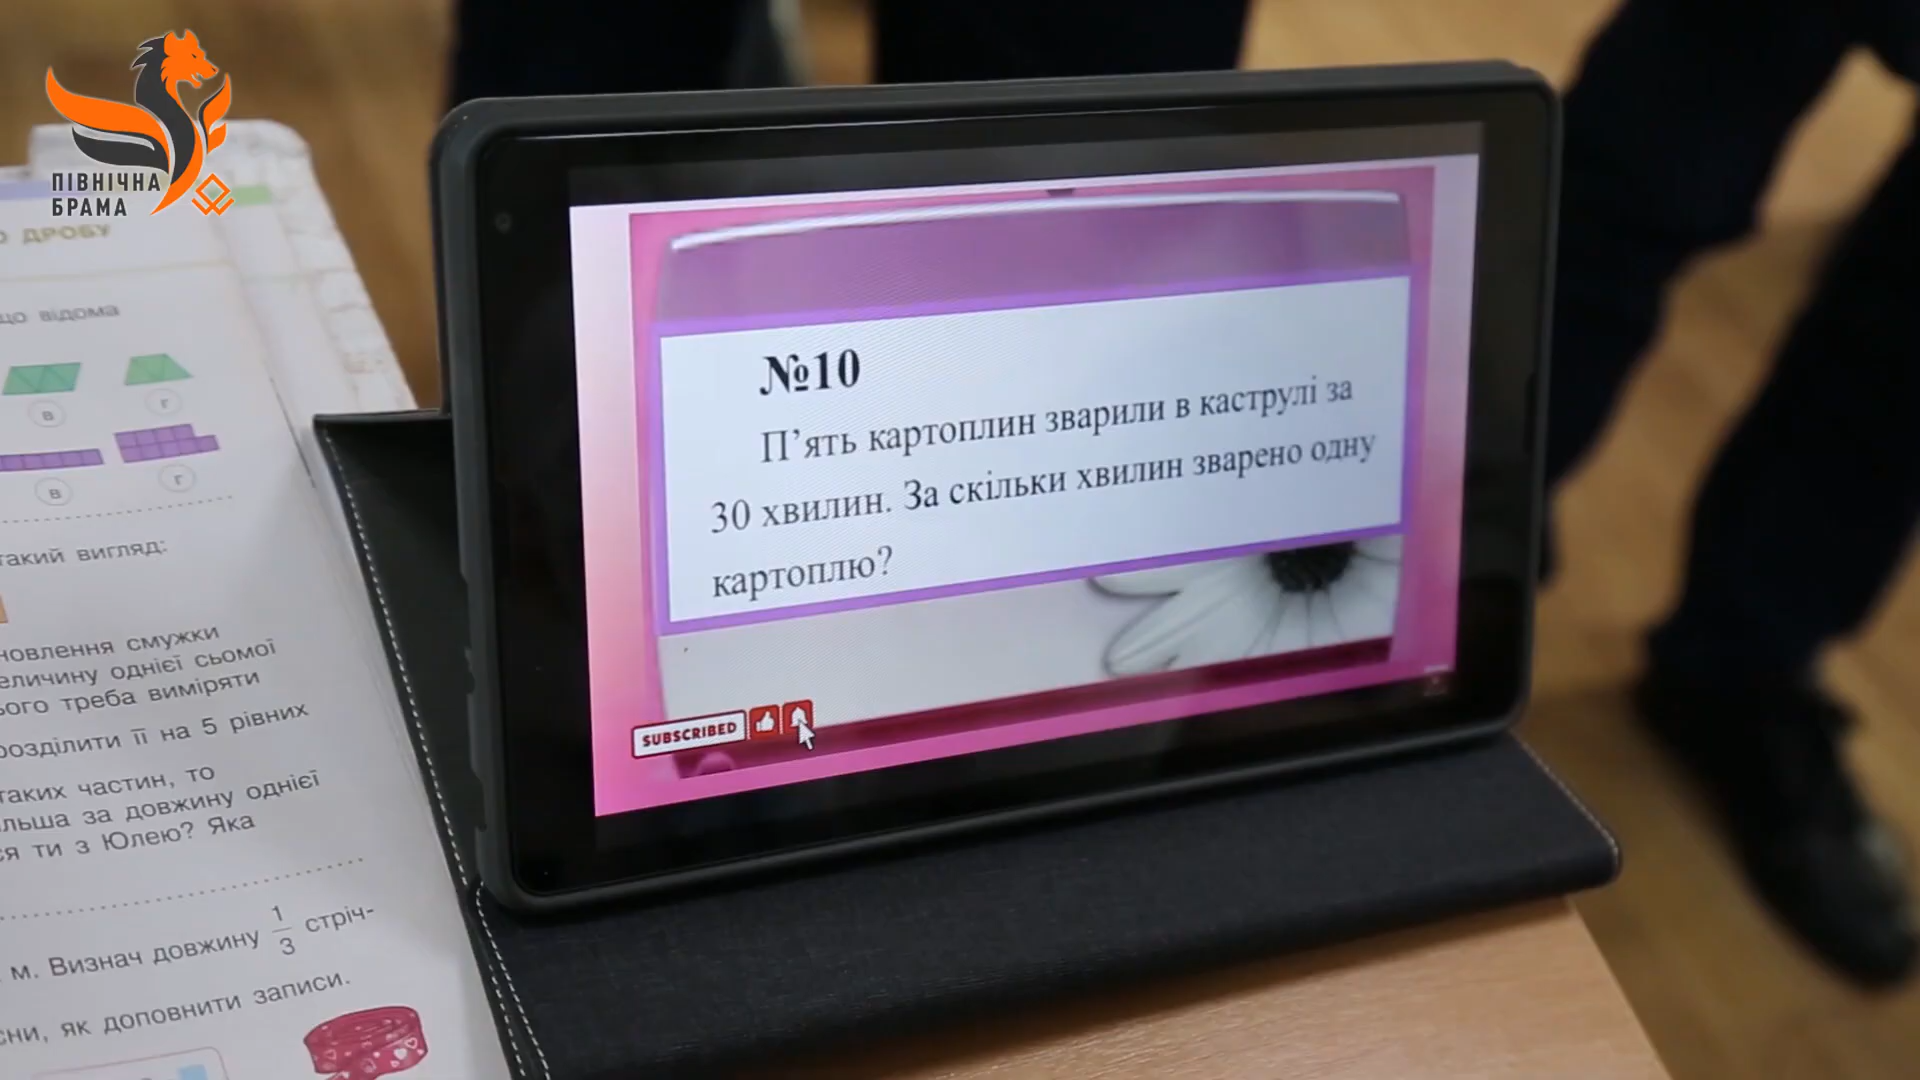 ПІВНІЧНА
БРАМА
ДРОБУ
відома
в
г
в
г
такий вигляд:
новлення смужки
еличину однієї сьомої
ього треба виміряти
розділити її на 5 рівних
таких частин, то
льша за довжину однієї
ся ти з Юлею? Яка
м. Визнач довжину 1/3 стріч-
сни, як доповнити записи.
№10
П’ять картоплин зварили в каструлі за
30 хвилин. За скільки хвилин зварено одну
картоплю?
SUBSCRIBED